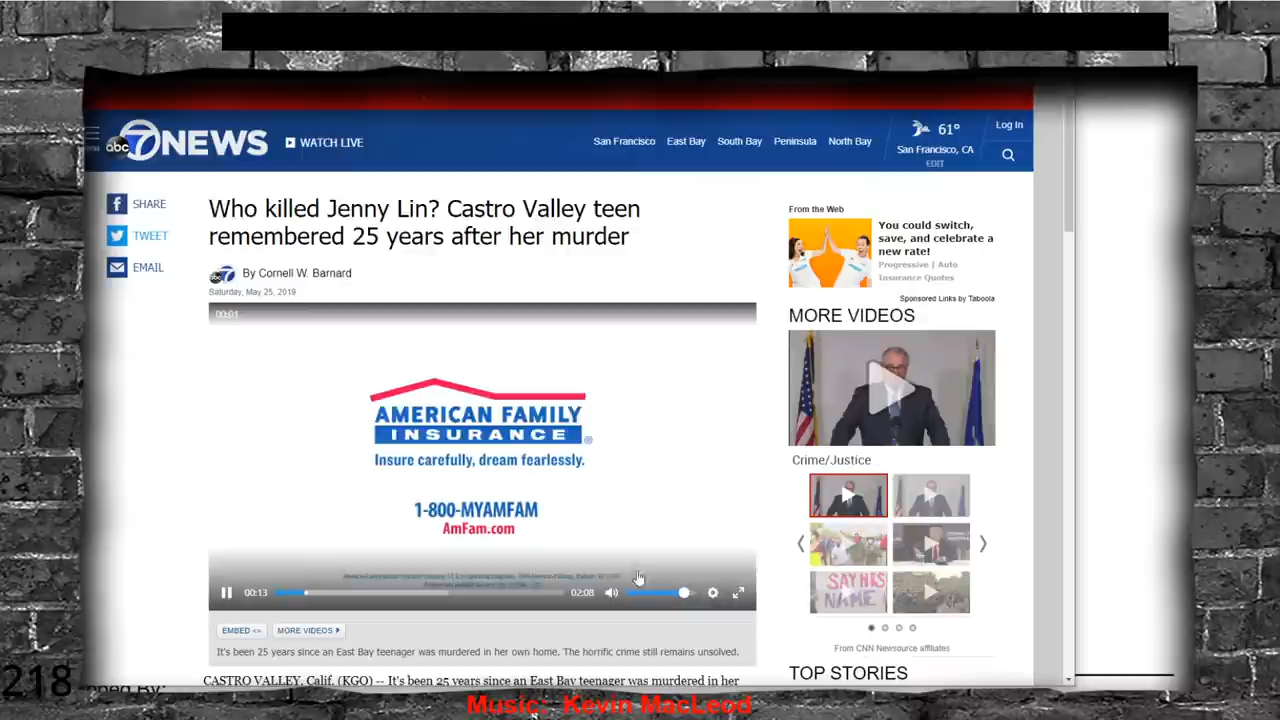 abc 7 NEWS
WATCH LIVE
San Francisco East Bay South Bay Peninsula North Bay
61°
San Francisco, CA
EDIT
Log In
SHARE
TWEET
EMAIL
Who killed Jenny Lin? Castro Valley teen
remembered 25 years after her murder
By Cornell W. Barnard
Saturday, May 25, 2019
00:01
AMERICAN FAMILY
INSURANCE®
Insure carefully, dream fearlessly.
1-800-MYAMFAM
AmFam.com
00:13
02:08
EMBED <>
MORE VIDEOS
It's been 25 years since an East Bay teenager was murdered in her own home. The horrific crime still remains unsolved.
CASTRO VALLEY, Calif. (KGO) -- It's been 25 years since an East Bay teenager was murdered in her
From the Web
You could switch,
save, and celebrate a
new rate!
Progressive | Auto
Insurance Quotes
Sponsored Links by Taboola
MORE VIDEOS
Crime/Justice
SAY HIS
NAME
From CNN Newsource affiliates
TOP STORIES
218
By:
Music: Kevin MacLeod